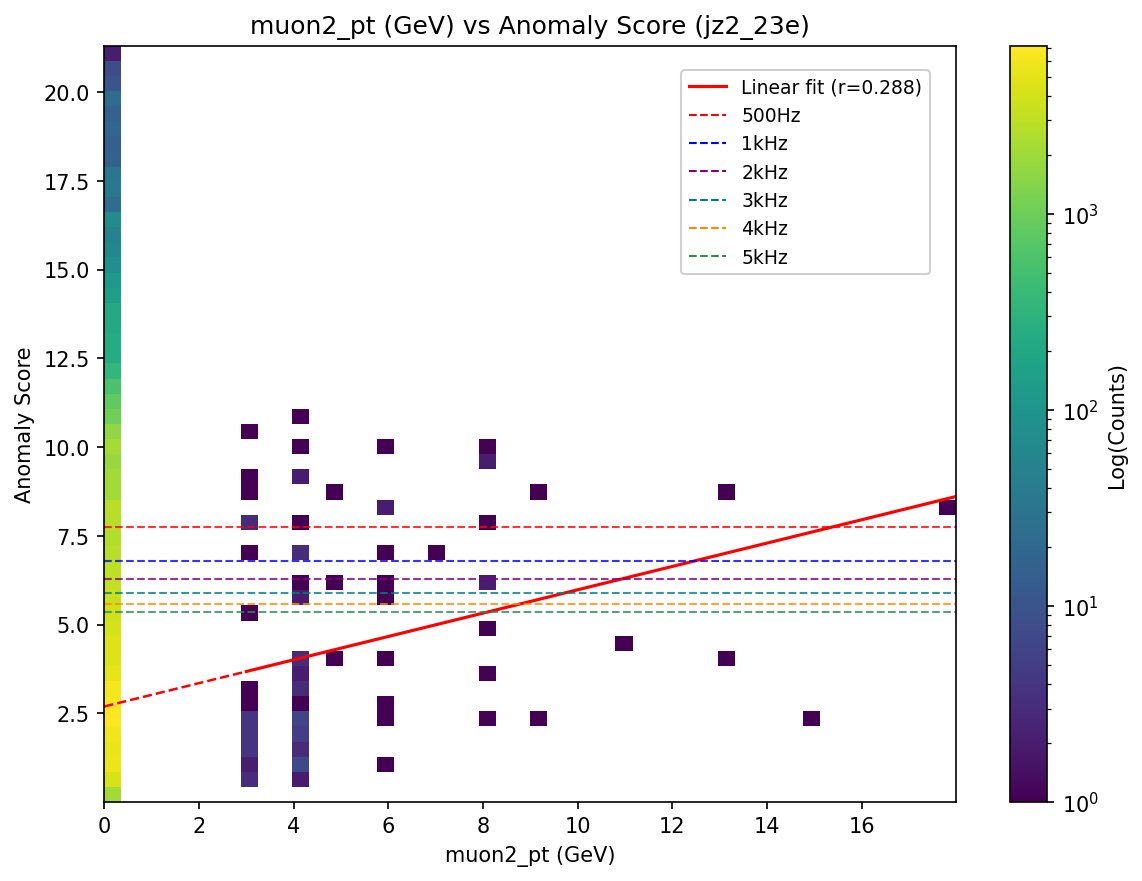 muon2_pt (GeV) vs Anomaly Score (jz2_23e)
Linear fit (r=0.288)
500Hz
1kHz
2kHz
3kHz
4kHz
5kHz
Anomaly Score
20.0
17.5
15.0
12.5
10.0
7.5
5.0
2.5
0
2
4
6
8
10
12
14
16
muon2_pt (GeV)
10³
10²
10¹
10⁰
Log(Counts)